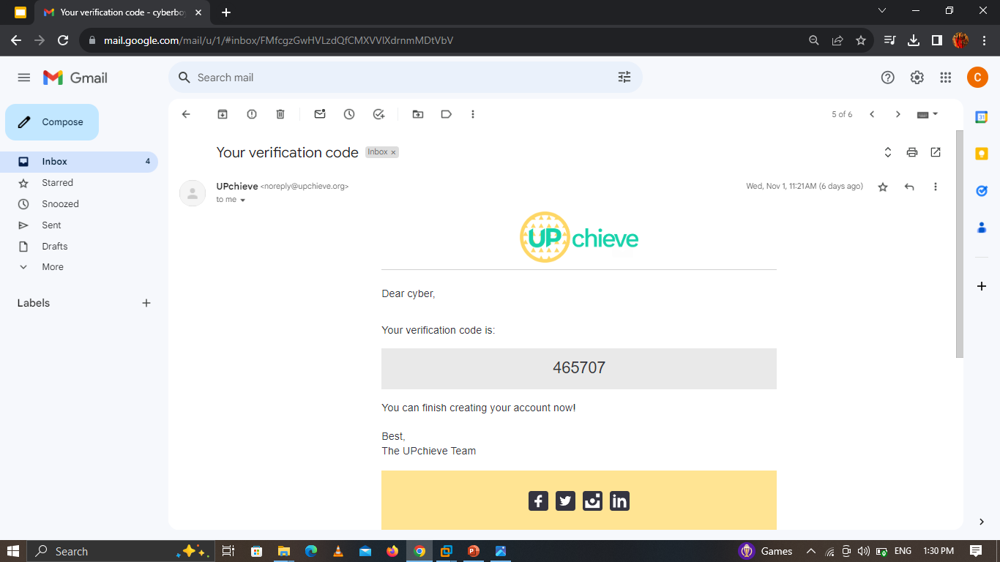 Your verification code - cyberbo
mail.google.com/mail/u/1/#inbox/FMfcgzGwHVLzdQfCMXVVlXdrnmMDtVbV
Gmail
Search mail
C
Compose
5 of 6
Inbox 4
Starred
Snoozed
Sent
Drafts
More
Labels
Your verification code Inbox x
UPchieve <noreply@upchieve.org> Wed, Nov 1, 11:21 AM (6 days ago)
to me
UPchieve
Dear cyber,
Your verification code is:
465707
You can finish creating your account now!
Best,
The UPchieve Team
Search
Games
ENG
1:30 PM